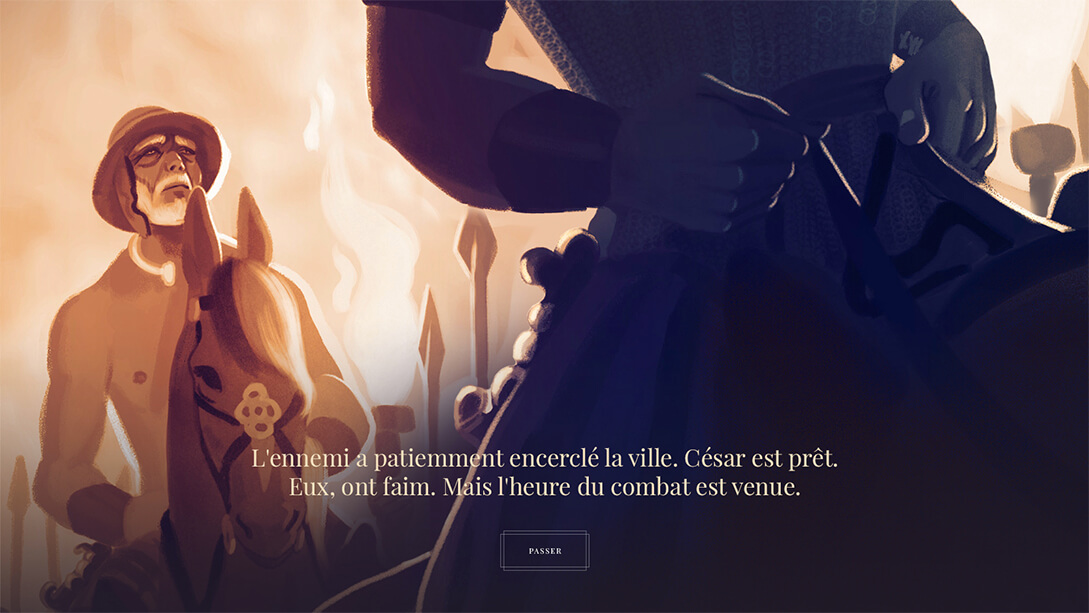 L'ennemi a patiemment encerclé la ville. César est prêt.
Eux, ont faim. Mais l'heure du combat est venue.
PASSER